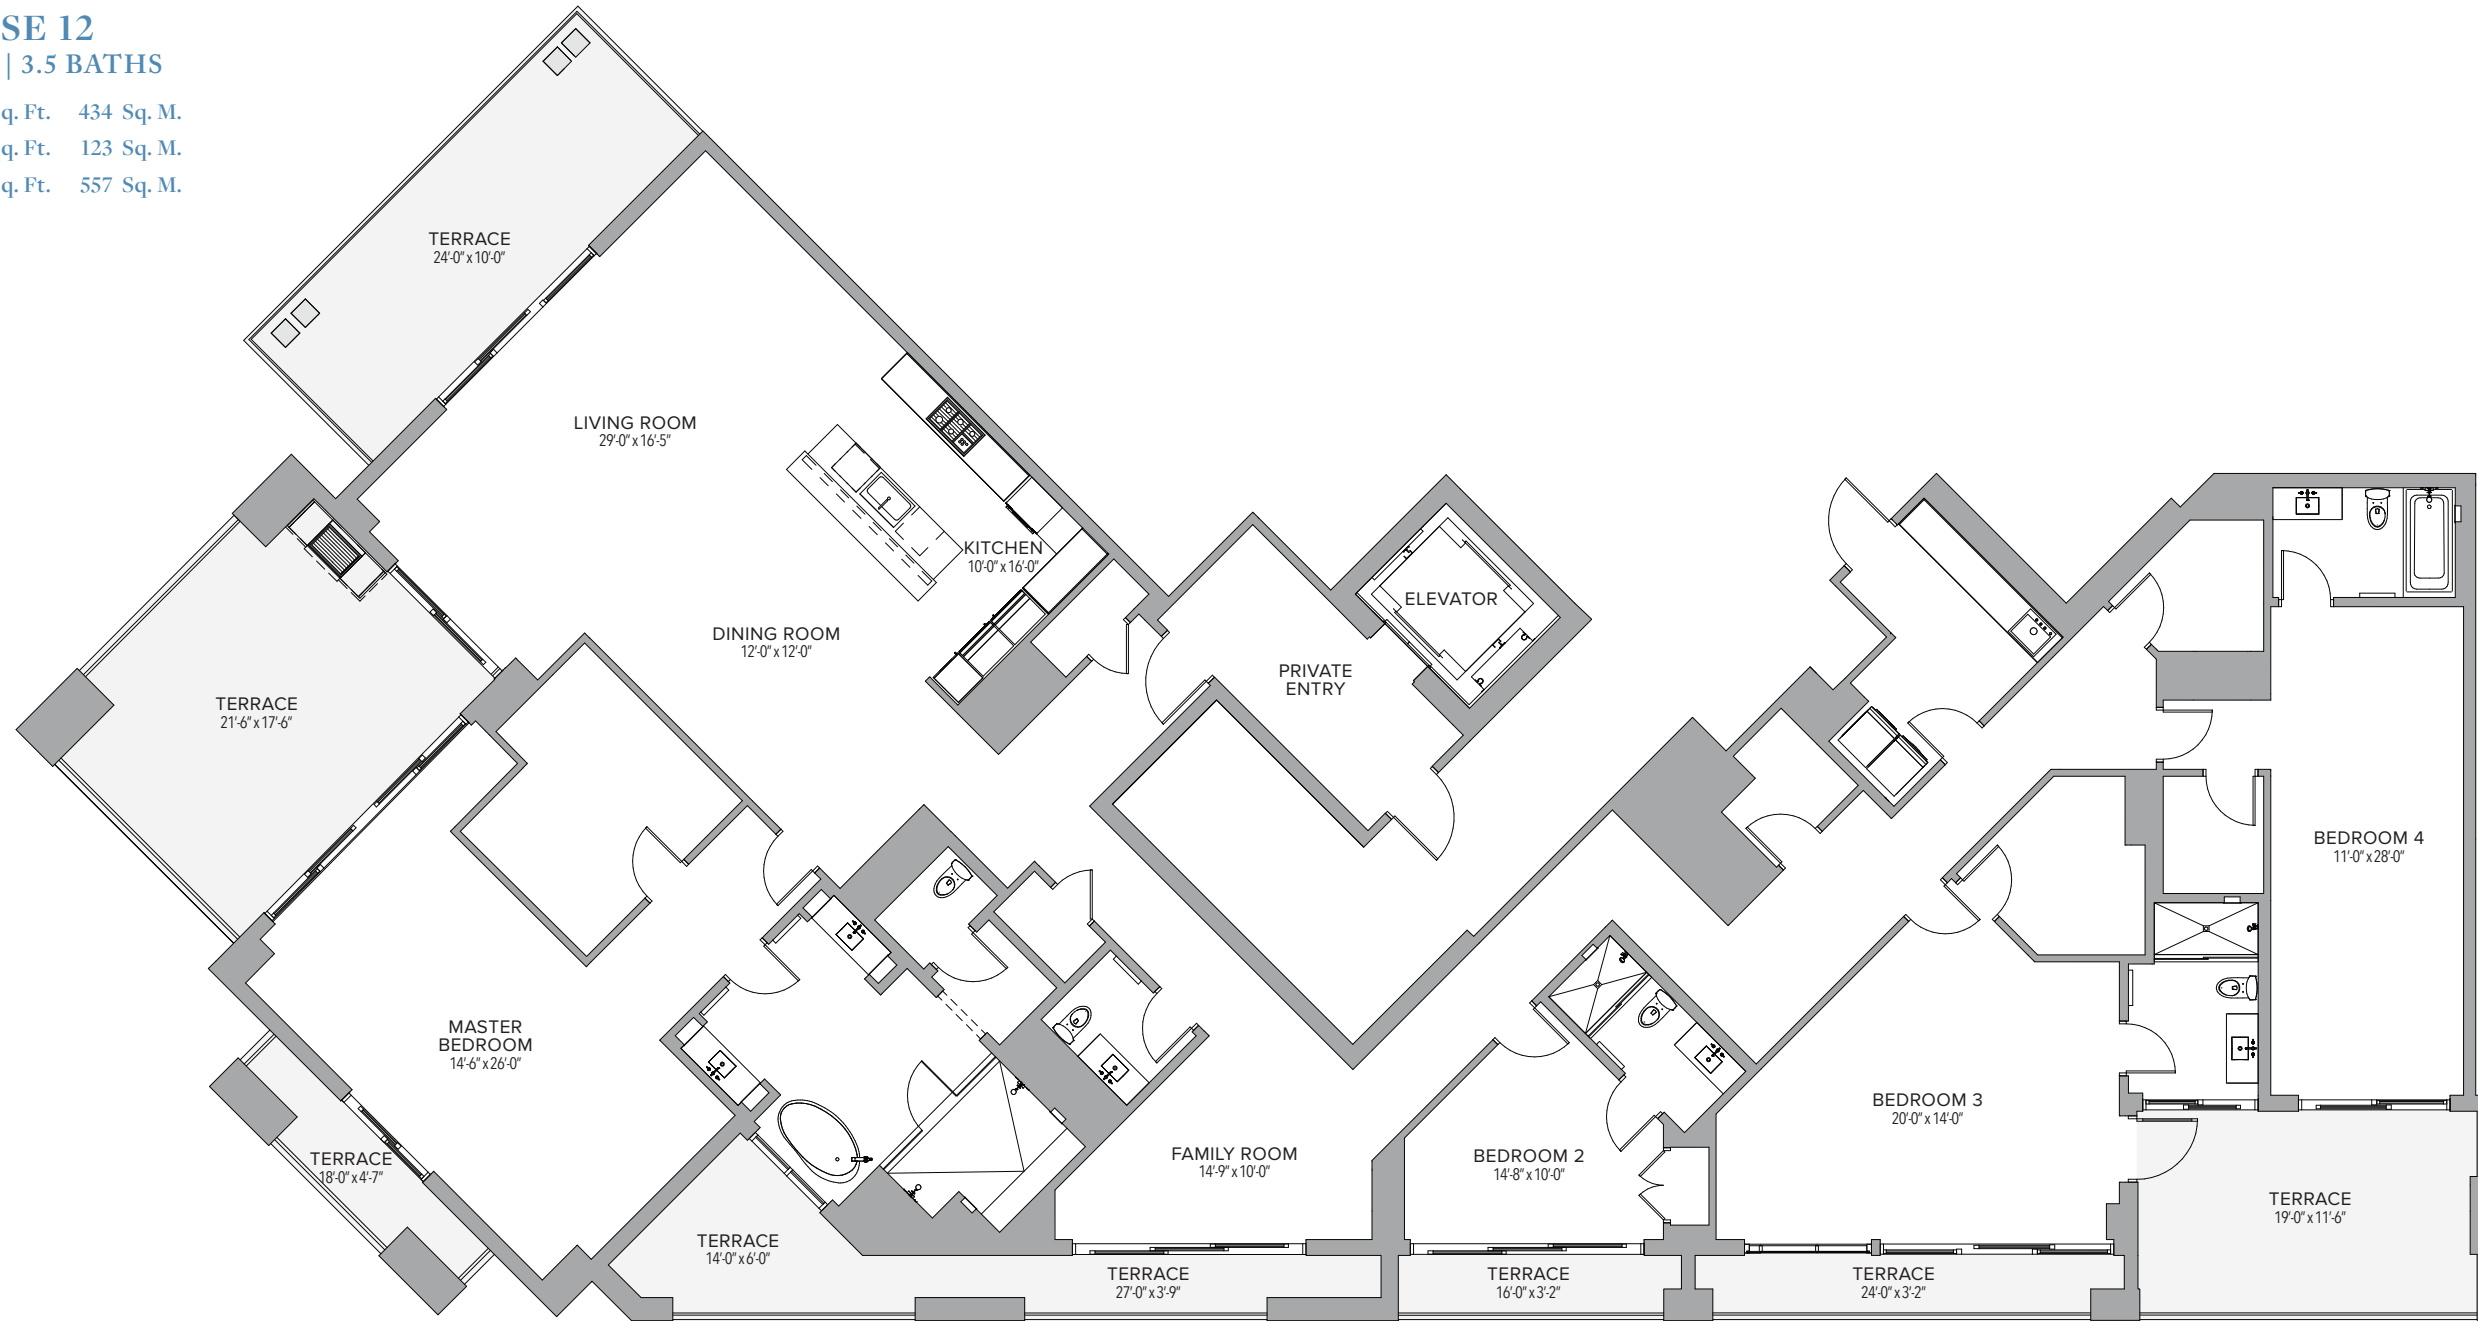 SE 12
| 3.5 BATHS
q. Ft. 434 Sq. M.
q. Ft. 123 Sq. M.
q. Ft. 557 Sq. M.
TERRACE
24'-0" x 10'-0"
LIVING ROOM
29'-0" x 16'-5"
KITCHEN
10'-0" x 16'-0"
ELEVATOR
DINING ROOM
12'-0" x 12'-0"
PRIVATE
ENTRY
TERRACE
21'-6" x 17'-6"
BEDROOM 4
11'-0" x 28'-0"
MASTER
BEDROOM
14'-6" x 26'-0"
BEDROOM 3
20'-0" x 14'-0"
TERRACE
18'-0" x 4'-7"
FAMILY ROOM
14'-9" x 10'-0"
BEDROOM 2
14'-8" x 10'-0"
TERRACE
19'-0" x 11'-6"
TERRACE
14'-0" x 6'-0"
TERRACE
27'-0" x 3'-9"
TERRACE
16'-0" x 3'-2"
TERRACE
24'-0" x 3'-2"